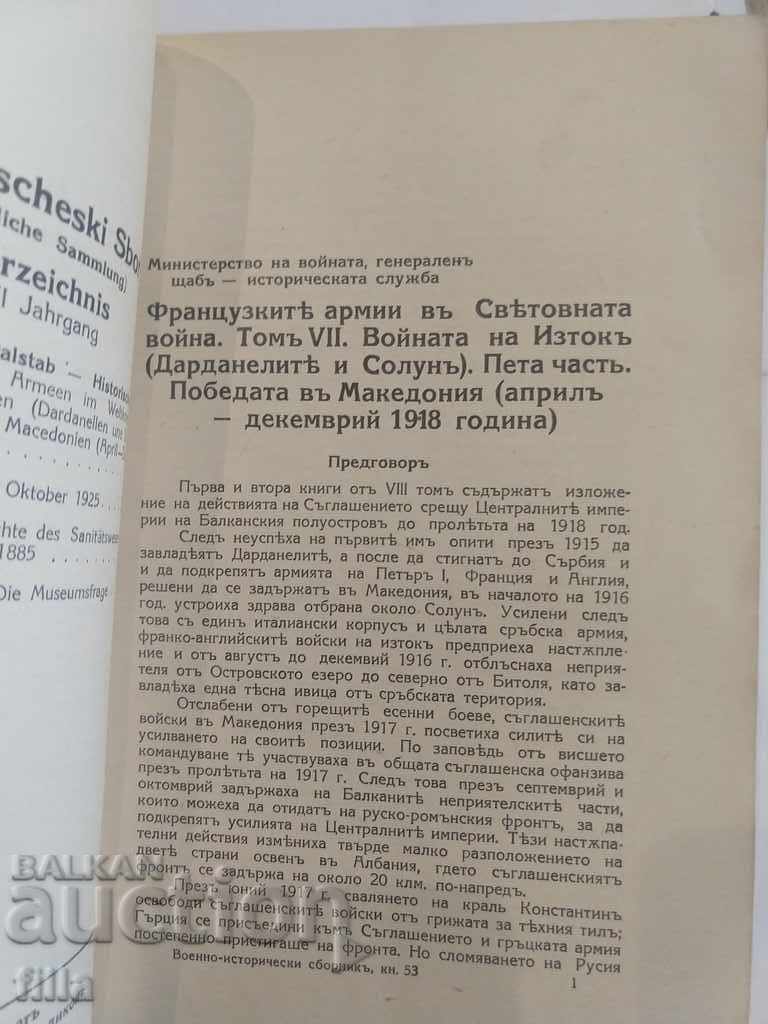 scheski Sbo
liche Sammlung)
erzeichnis
I Jahrgang
alstab — Historis
Armeen im Weltk
en (Dardanellen und
Macedonien (April—
Oktober 1925
chte des Sanitätswes
1885
Die Museumsfrage
Министерство на войната, генераленъ
щабъ — историческата служба
Французкитѣ армии въ Свѣтовната
война. Томъ VII. Войната на Изтокъ
(Дарданелитѣ и Солунъ). Пета часть.
Победата въ Македония (априлъ
— декемврий 1918 година)
Предговоръ
Първа и втора книги отъ VIII томъ съдържатъ изложе-
ние на действията на Съглашението срещу Централнитѣ импе-
рии на Балканския полуостровъ до пролѣтьта на 1918 год.
Следъ неуспѣха на първитѣ имъ опити презъ 1915 да
завладѣятъ Дарданелитѣ, а после да стигнатъ до Сърбия и
и да подкрепятъ армията на Петъръ I, Франция и Англия,
решени да се задържатъ въ Македония, въ началото на 1916
год. устроиха здрава отбрана около Солунъ. Усилени следъ
това съ единъ италиански корпусъ и цѣлата сръбска армия,
франко-английскитѣ войски на изтокъ предприеха настѫпле-
ние и отъ августъ до декемвий 1916 г. отблъснаха неприя-
теля отъ Островското езеро до северно отъ Битоля, като за-
владѣха една тѣсна ивица отъ сръбската територия.
Отслабени отъ горещитѣ есенни боеве, съглашенскитѣ
войски въ Македония презъ 1917 г. посветиха силитѣ си на
усилването на своитѣ позиции. По заповѣдь отъ висшето
командуване тѣ участвуваха въ общата съглашенска офанзива
презъ пролѣтьта на 1917 г. Следъ това презъ септемврий и
октомврий задържаха на Балканитѣ неприятелскитѣ части,
които можеха да отидатъ на руско-ромънския фронтъ, за да
подкрепятъ усилията на Централнитѣ империи. Тѣзи настѫпа-
телни действия измѣниха твърде малко разположението на
дветѣ страни освенъ въ Албания, гдето съглашенскиятъ
фронтъ се задържа на около 20 клм. по-напредъ.
Презъ юний 1917 г. свалянето на краль Константинъ
освободи съглашенскитѣ войски отъ грижата за тѣхния тилъ;
Гърция се присъедини къмъ Съглашението и гръцката армия
постепенно пристигаше на фронта. Но сломяването на Русия
Военно-исторически сборникъ, кн. 53
1
BALKAN
auction
filla